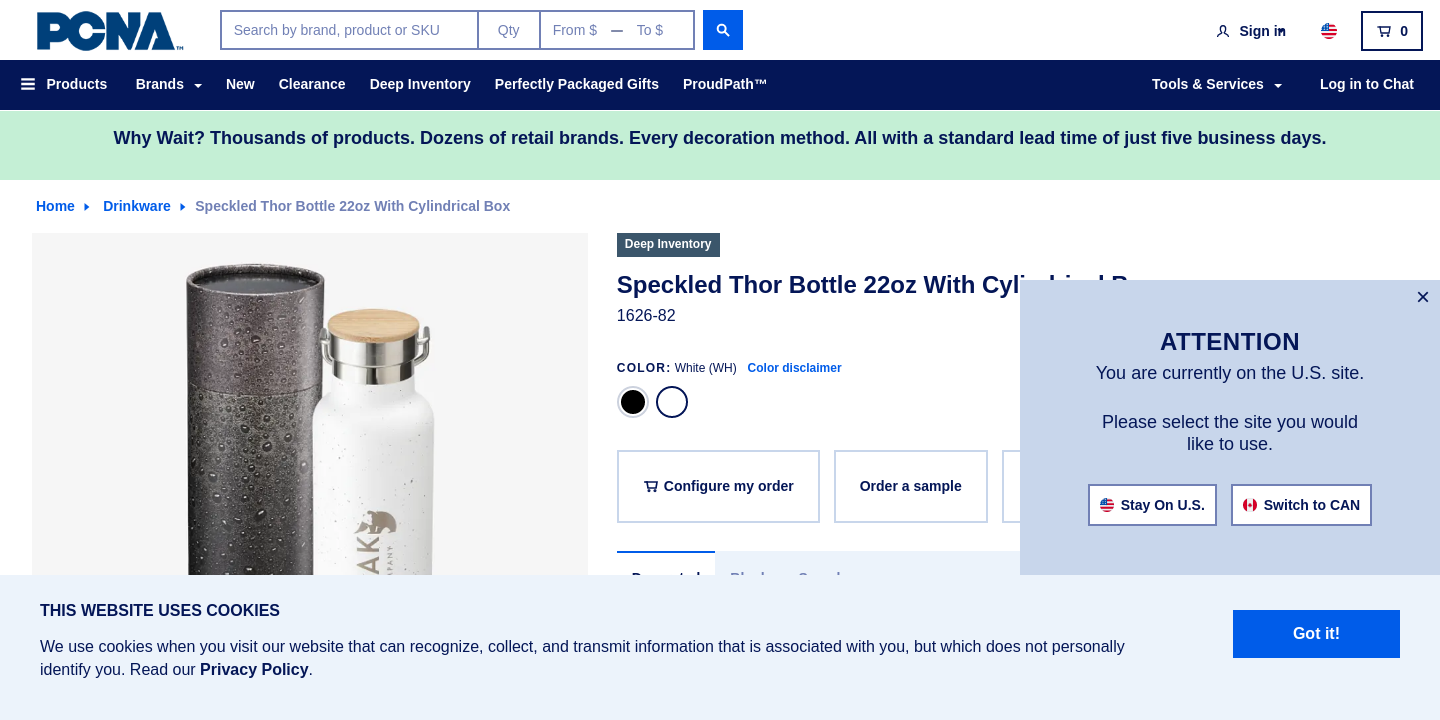 PCNA™
Search by brand, product or SKU
Qty
From $ — To $
Sign in
0
Products
Brands
New
Clearance
Deep Inventory
Perfectly Packaged Gifts
ProudPath™
Tools & Services
Log in to Chat
Why Wait? Thousands of products. Dozens of retail brands. Every decoration method. All with a standard lead time of just five business days.
Home
Drinkware
Speckled Thor Bottle 22oz With Cylindrical Box
Deep Inventory
Speckled Thor Bottle 22oz With
1626-82
COLOR: White (WH) Color disclaimer
Configure my order
Order a sample
×
ATTENTION
You are currently on the U.S. site.
Please select the site you would
like to use.
Stay On U.S.
Switch to CAN
THIS WEBSITE USES COOKIES
We use cookies when you visit our website that can recognize, collect, and transmit information that is associated with you, but which does not personally
identify you. Read our Privacy Policy.
Got it!